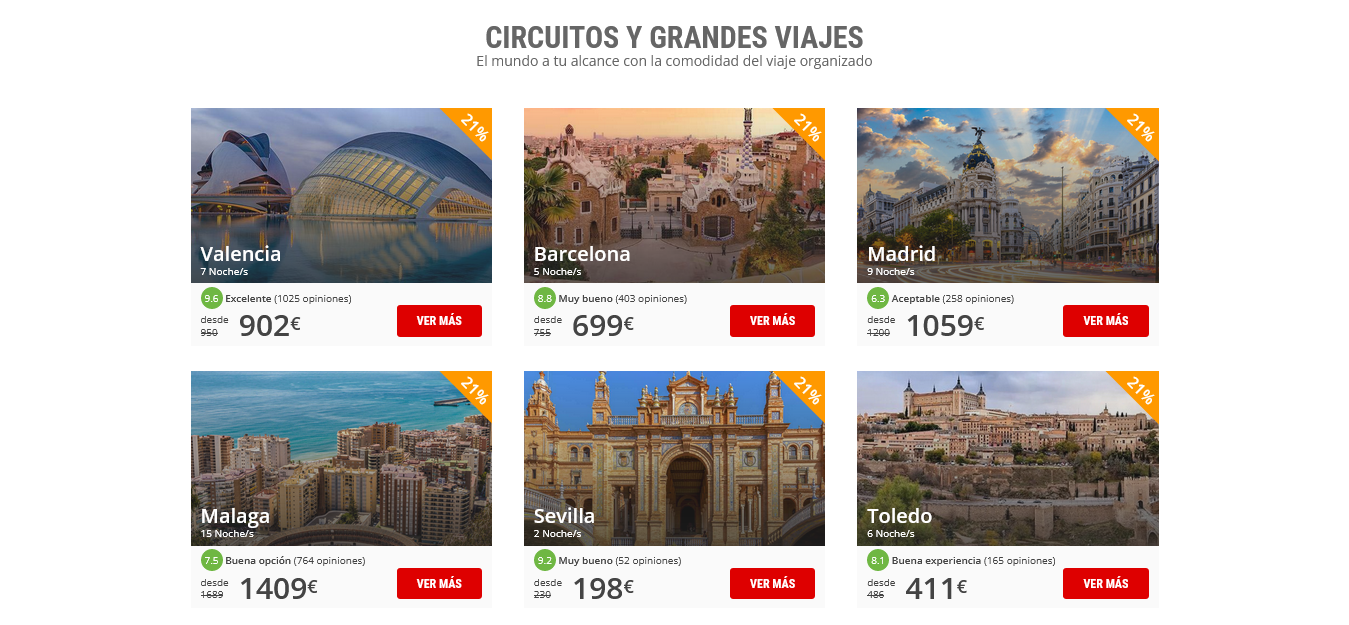 CIRCUITOS Y GRANDES VIAJES
El mundo a tu alcance con la comodidad del viaje organizado
21%
Valencia
7 Noche/s
9.6 Excelente (1025 opiniones)
desde
950
902€
VER MÁS
21%
Barcelona
5 Noche/s
8.8 Muy bueno (403 opiniones)
desde
755
699€
VER MÁS
21%
Madrid
9 Noche/s
6.3 Aceptable (258 opiniones)
desde
1200
1059€
VER MÁS
21%
Malaga
15 Noche/s
7.5 Buena opción (764 opiniones)
desde
1689
1409€
VER MÁS
21%
Sevilla
2 Noche/s
9.2 Muy bueno (52 opiniones)
desde
230
198€
VER MÁS
21%
Toledo
6 Noche/s
8.1 Buena experiencia (165 opiniones)
desde
486
411€
VER MÁS